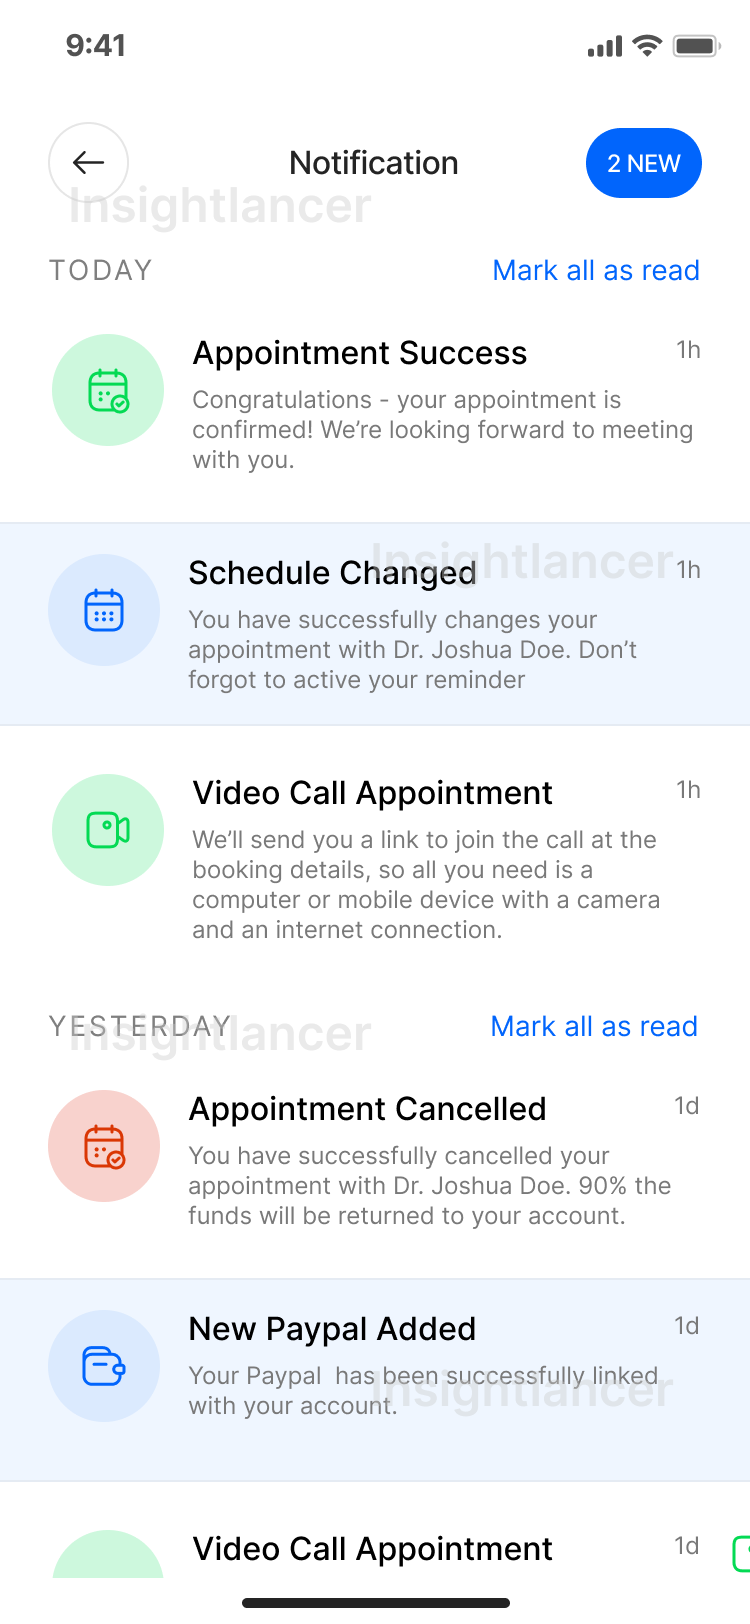 9:41
Notification
2 NEW
Insightlancer
TODAY
Mark all as read
Appointment Success
1h
Congratulations - your appointment is
confirmed! We’re looking forward to meeting
with you.
Insightlancer
Schedule Changed
1h
You have successfully changes your
appointment with Dr. Joshua Doe. Don’t
forgot to active your reminder
Video Call Appointment
1h
We’ll send you a link to join the call at the
booking details, so all you need is a
computer or mobile device with a camera
and an internet connection.
YESTERDAY
Mark all as read
Insightlancer
Appointment Cancelled
1d
You have successfully cancelled your
appointment with Dr. Joshua Doe. 90% the
funds will be returned to your account.
New Paypal Added
1d
Your Paypal  has been successfully linked
with your account.
Insightlancer
Video Call Appointment
1d